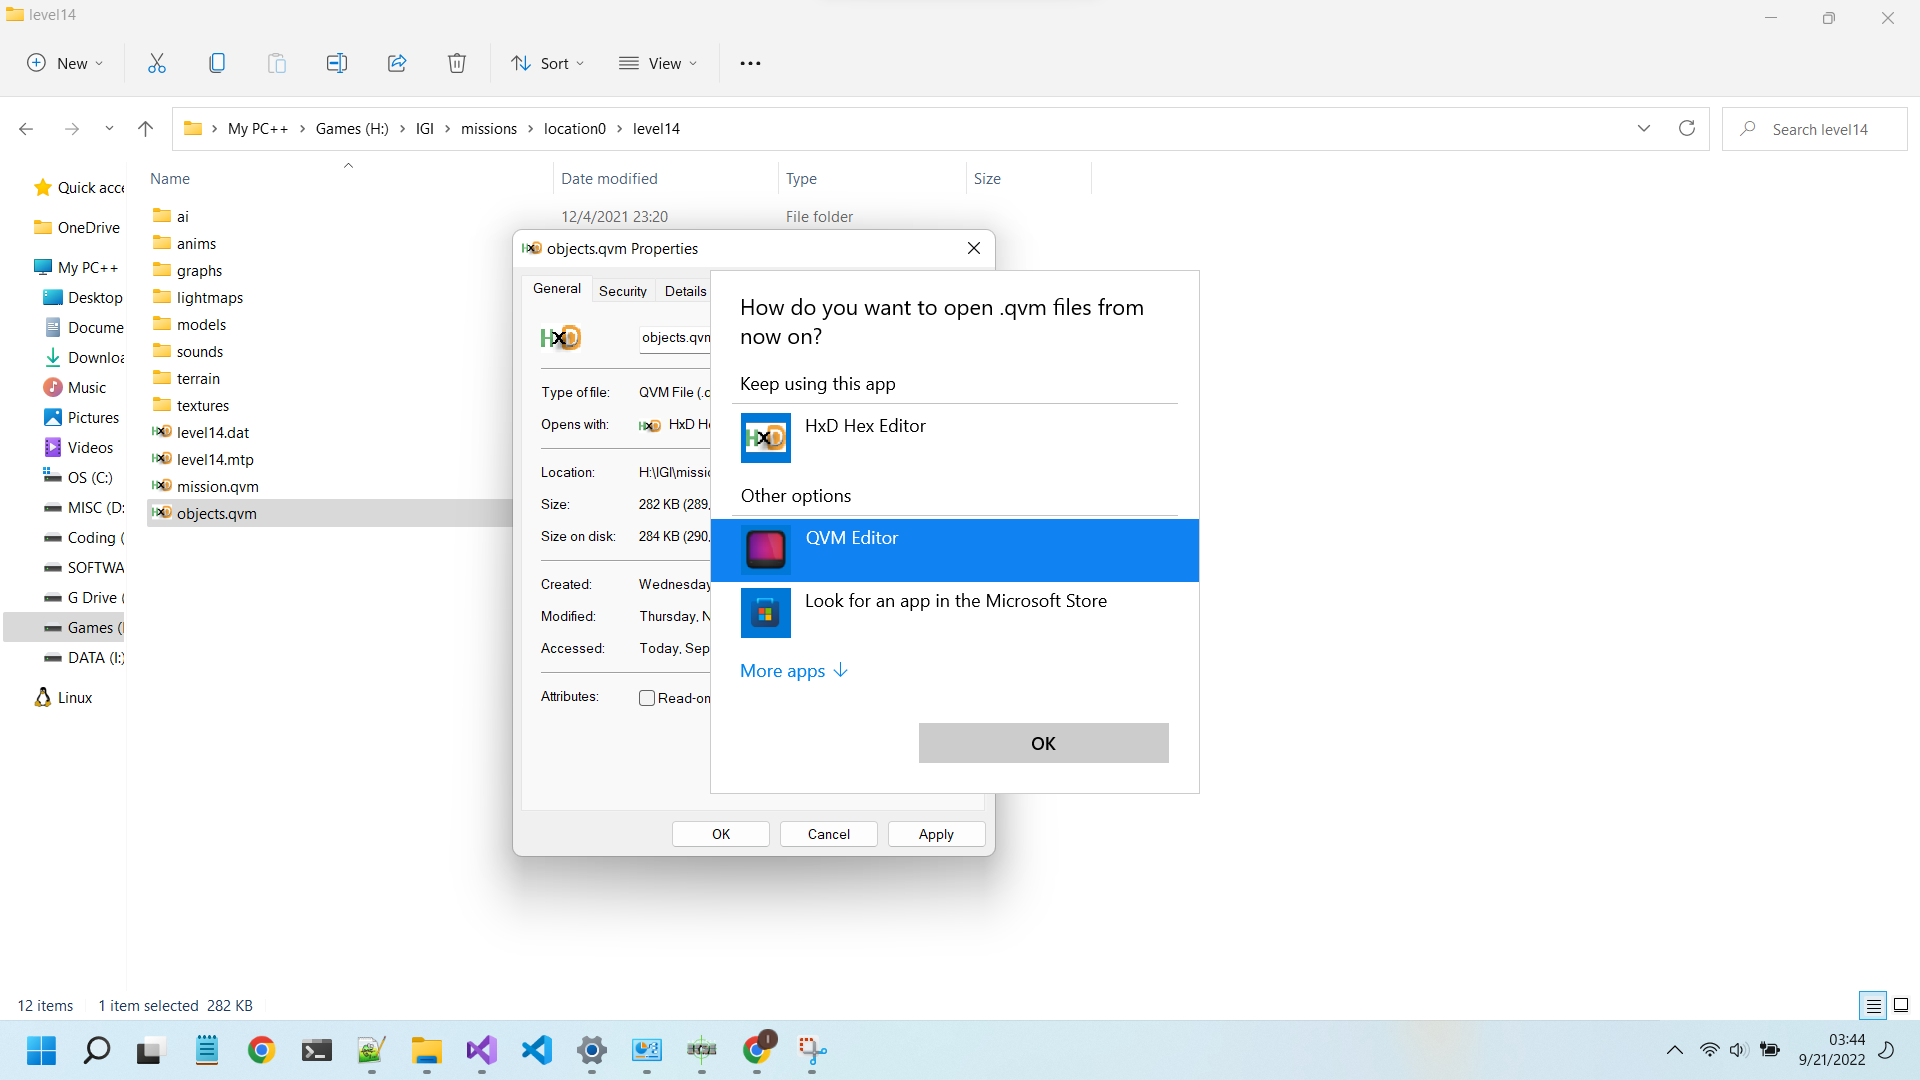 level14
New
Sort
View
My PC++ > Games (H:) > IGI > missions > location0 > level14
Search level14
Name
Date modified
Type
Size
Quick acce
OneDrive
My PC++
Desktop
Docume
Downloa
Music
Pictures
Videos
OS (C:)
MISC (D:
Coding (
SOFTWA
G Drive (
Games (
DATA (I:)
Linux
ai
12/4/2021 23:20
File folder
anims
graphs
lightmaps
models
sounds
terrain
textures
level14.dat
level14.mtp
mission.qvm
objects.qvm
objects.qvm Properties
General
Security
Details
HxD
objects.qvm
Type of file:
QVM File (.
Opens with:
HxD He
Location:
H:\IGI\missio
Size:
282 KB (289,
Size on disk:
284 KB (290,
Created:
Wednesday
Modified:
Thursday, N
Accessed:
Today, Sep
Attributes:
Read-on
OK
Cancel
Apply
How do you want to open .qvm files from
now on?
Keep using this app
HxD
HxD Hex Editor
Other options
QVM Editor
Look for an app in the Microsoft Store
More apps
OK
12 items
1 item selected 282 KB
03:44
9/21/2022